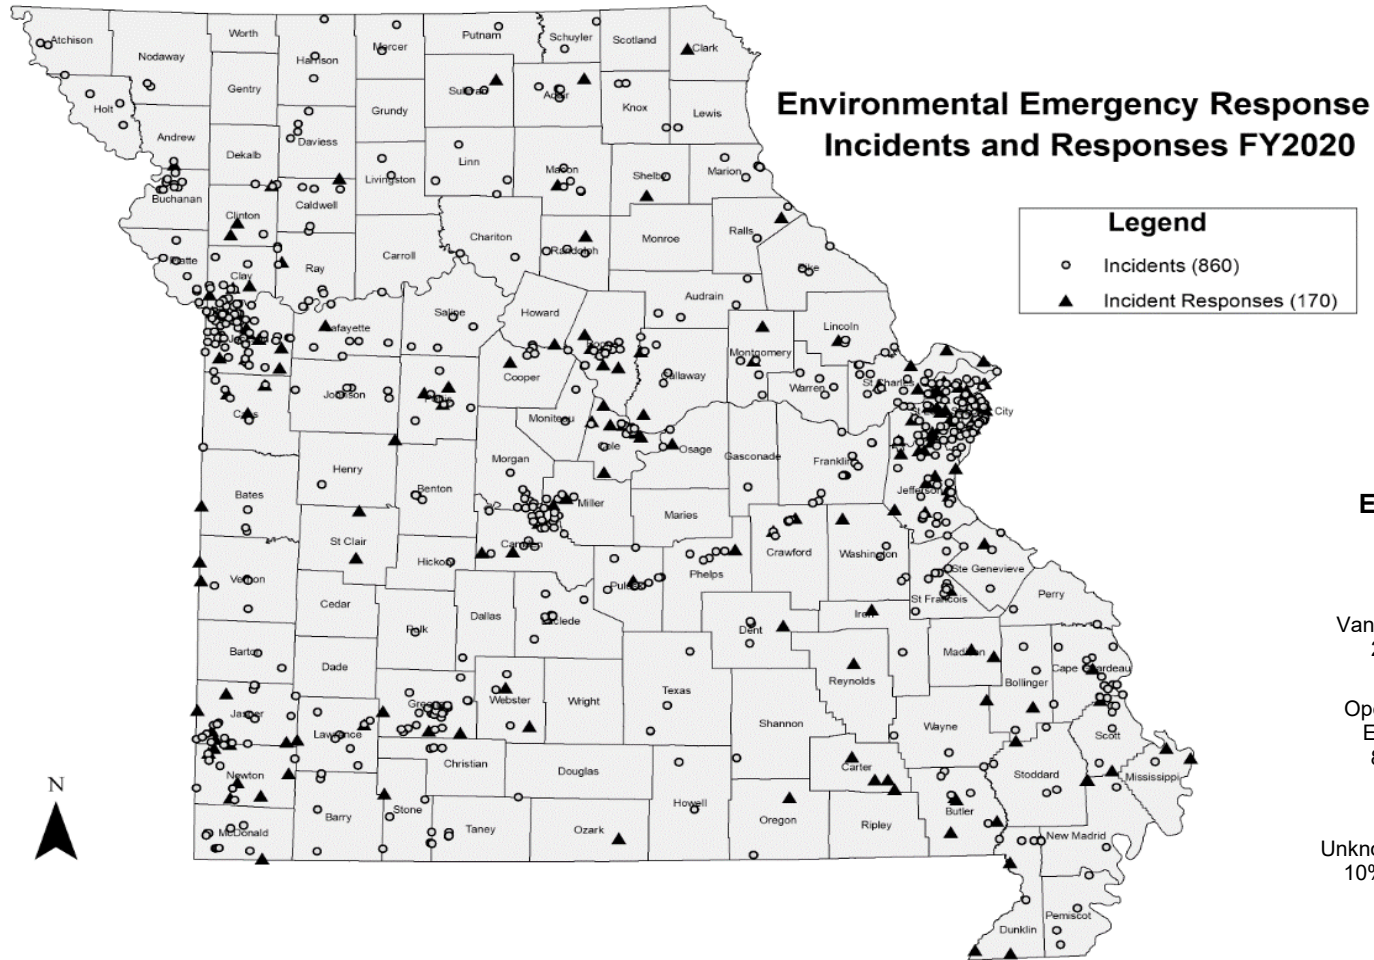 Environmental Emergency Response
Incidents and Responses FY2020
Legend
Incidents (860)
Incident Responses (170)
Atchison
Nodaway
Worth
Harrison
Mercer
Putnam
Schuyler
Scotland
Clark
Holt
Gentry
Grundy
Sullivan
Adair
Knox
Lewis
Andrew
Dekalb
Daviess
Livingston
Linn
Macon
Shelby
Marion
Buchanan
Clinton
Caldwell
Chariton
Randolph
Monroe
Ralls
Pike
Platte
Clay
Ray
Carroll
Saline
Howard
Audrain
Lincoln
Lafayette
Cooper
Callaway
Montgomery
Warren
St Charles
City
Johnson
Moniteau
Cole
Osage
Gasconade
Franklin
Jefferson
Henry
Morgan
Benton
Miller
Maries
Bates
St Clair
Camden
Hickory
Phelps
Crawford
Washington
Ste Genevieve
Vernon
Cedar
Dallas
St Francois
Perry
Polk
Dent
Iron
Barton
Dade
Webster
Wright
Texas
Reynolds
Madison
Bollinger
Cape Girardeau
Jasper
Lawrence
Shannon
Wayne
Scott
Newton
Christian
Douglas
Carter
Stoddard
Mississippi
McDonald
Barry
Stone
Taney
Ozark
Howell
Oregon
Ripley
Butler
New Madrid
Dunklin
Pemiscot
N
E
Van
2
Ope
E
8
Unkno
10%